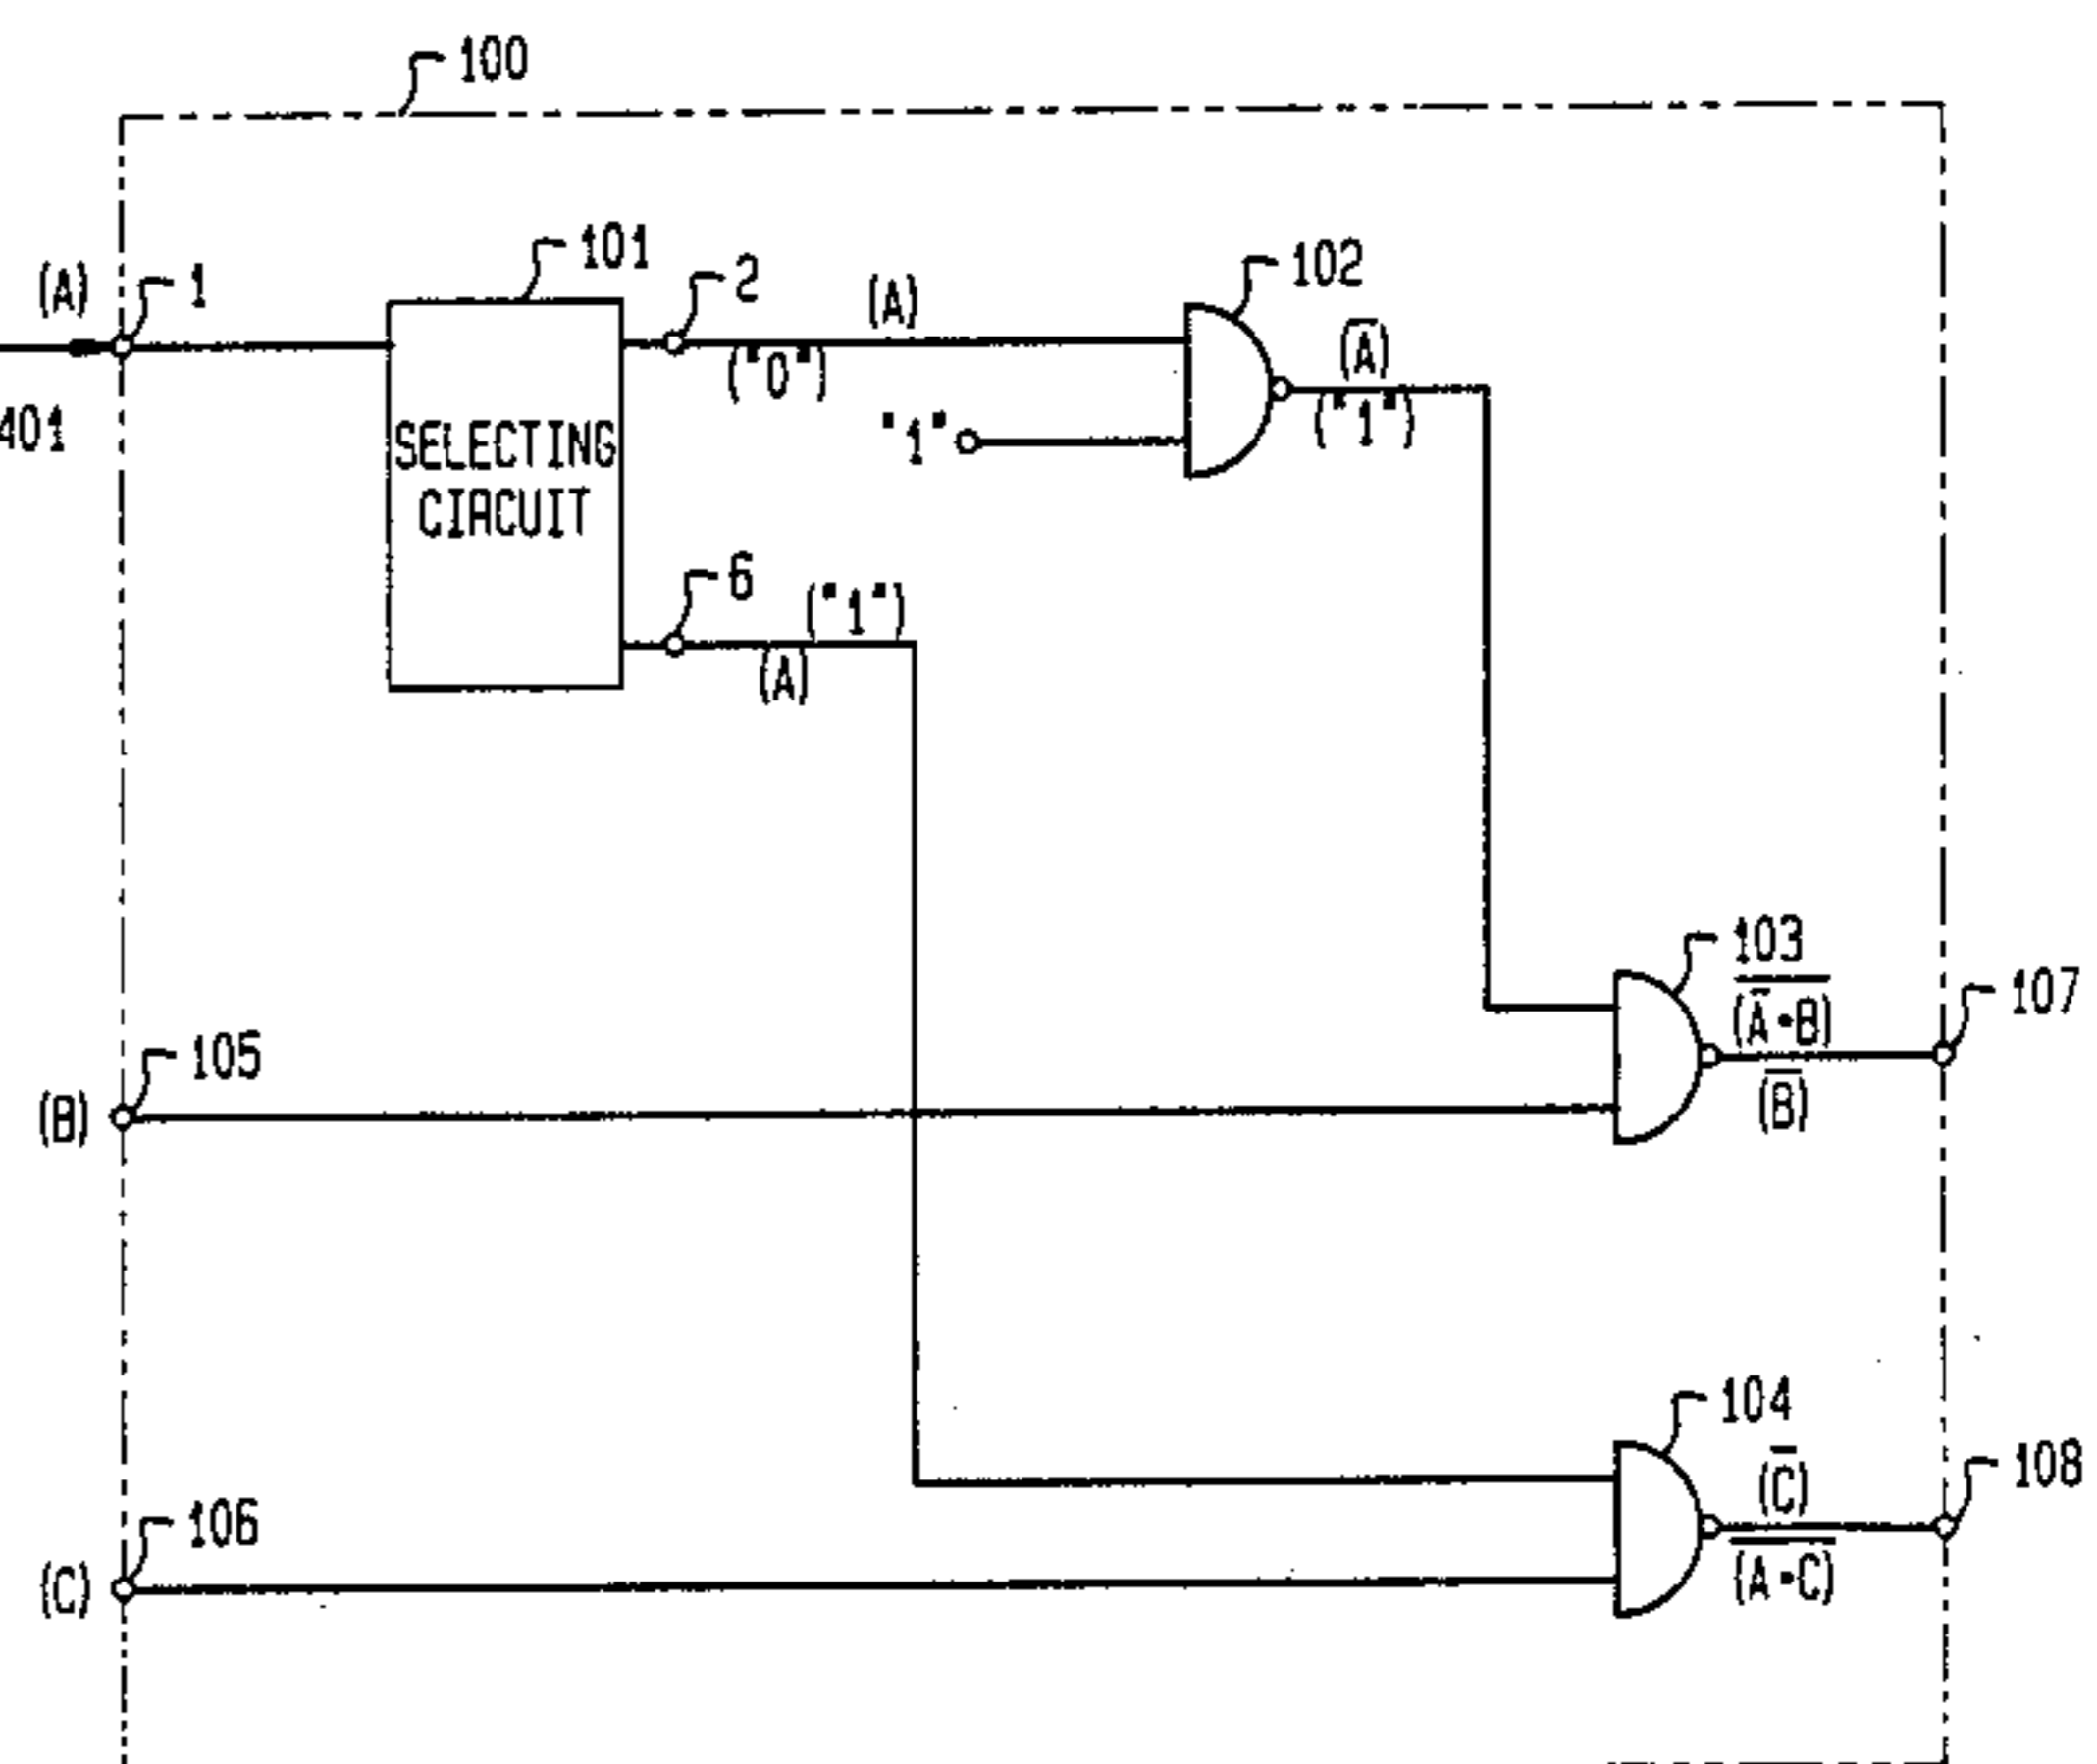 100
101
(A)
1
2
(A)
102
("0")
(A̅)
("1")
401
"1"
SELECTING
CIRCUIT
6
("1")
(A)
103
(A̅•B)̅
107
105
(B)
(B̅)
104
(C̅)
108
106
(A•C)̅
(C)